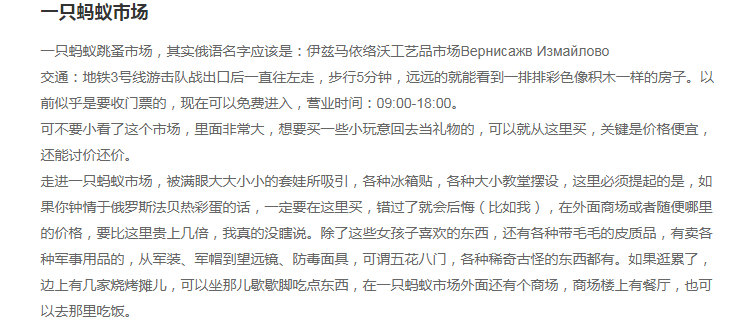 一只蚂蚁市场
一只蚂蚁跳蚤市场，其实俄语名字应该是：伊兹马依络沃工艺品市场Вернисажв Измайлово
交通：地铁3号线游击队战出口后一直往左走，步行5分钟，远远的就能看到一排排彩色像积木一样的房子。以
前似乎是要收门票的，现在可以免费进入，营业时间：09:00-18:00。
可不要小看了这个市场，里面非常大，想要买一些小玩意回去当礼物的，可以就从这里买，关键是价格便宜，
还能讨价还价。
走进一只蚂蚁市场，被满眼大大小小的套娃所吸引，各种冰箱贴，各种大小教堂摆设，这里必须提起的是，如
果你钟情于俄罗斯法贝热彩蛋的话，一定要在这里买，错过了就会后悔（比如我），在外面商场或者随便哪里
的价格，要比这里贵上几倍，我真的没瞎说。除了这些女孩子喜欢的东西，还有各种带毛毛的皮质品，有卖各
种军事用品的，从军装、军帽到望远镜、防毒面具，可谓五花八门，各种稀奇古怪的东西都有。如果逛累了，
边上有几家烧烤摊儿，可以坐那儿歇歇脚吃点东西，在一只蚂蚁市场外面还有个商场，商场楼上有餐厅，也可
以去那里吃饭。